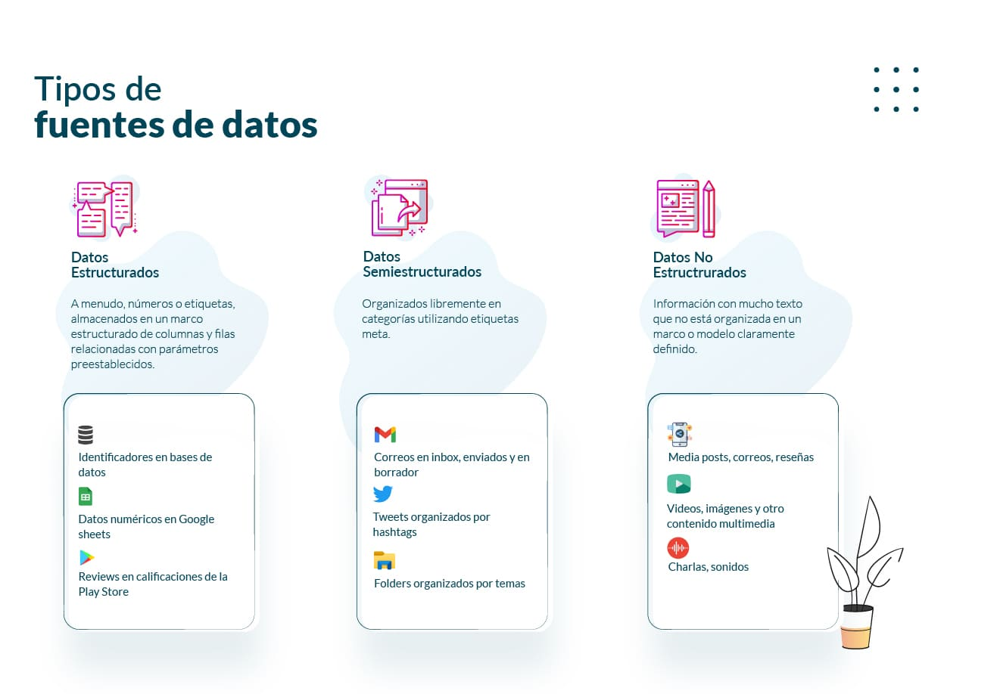 Tipos de
fuentes de datos
Datos
Estructurados
A menudo, números o etiquetas,
almacenados en un marco
estructurado de columnas y filas
relacionadas con parámetros
preestablecidos.
Identificadores en bases de
datos
Datos numéricos en Google
sheets
Reviews en calificaciones de la
Play Store
Datos
Semiestructurados
Organizados libremente en
categorías utilizando etiquetas
meta.
Correos en inbox, enviados y en
borrador
Tweets organizados por
hashtags
Folders organizados por temas
Datos No
Estructrurados
Información con mucho texto
que no está organizada en un
marco o modelo claramente
definido.
Media posts, correos, reseñas
Videos, imágenes y otro
contenido multimedia
Charlas, sonidos